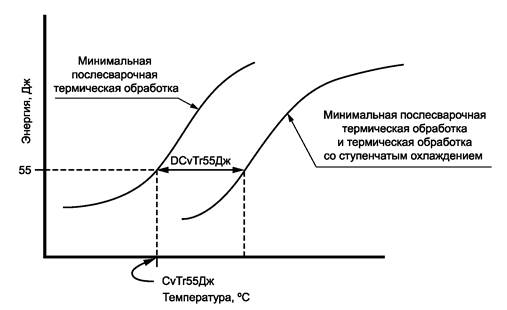 Минимальная
послесварочная
термическая обработка
Энергия, Дж
Минимальная послесварочная
термическая обработка
и термическая обработка
со ступенчатым охлаждением
DCvTr55Дж
55
CvTr55Дж
Температура, ºС